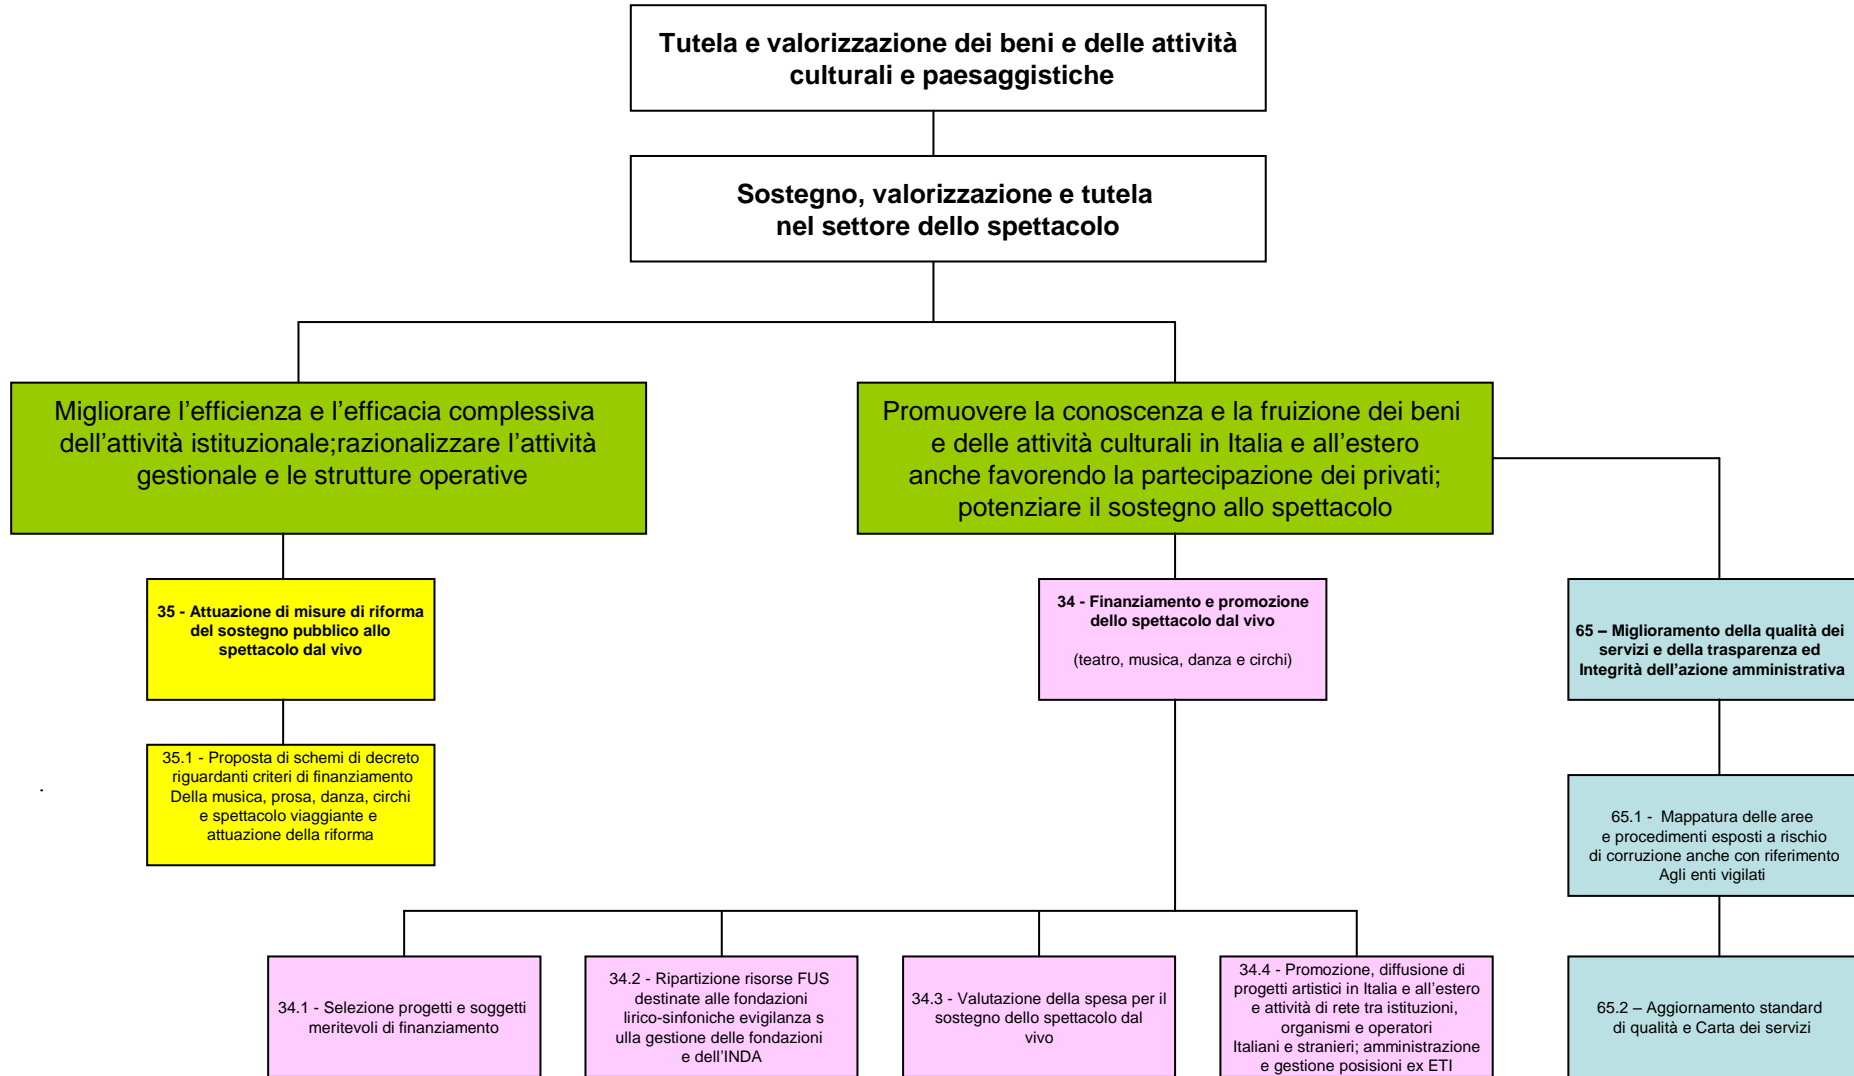 Tutela e valorizzazione dei beni e delle attività
culturali e paesaggistiche
Sostegno, valorizzazione e tutela
nel settore dello spettacolo
Migliorare l’efficienza e l’efficacia complessiva
dell’attività istituzionale;razionalizzare l’attività
gestionale e le strutture operative
Promuovere la conoscenza e la fruizione dei beni
e delle attività culturali in Italia e all’estero
anche favorendo la partecipazione dei privati;
potenziare il sostegno allo spettacolo
35 - Attuazione di misure di riforma
del sostegno pubblico allo
spettacolo dal vivo
34 - Finanziamento e promozione
dello spettacolo dal vivo
(teatro, musica, danza e circhi)
65 – Miglioramento della qualità dei
servizi e della trasparenza ed
Integrità dell’azione amministrativa
35.1 - Proposta di schemi di decreto
riguardanti criteri di finanziamento
Della musica, prosa, danza, circhi
e spettacolo viaggiante e
attuazione della riforma
.
65.1 - Mappatura delle aree
e procedimenti esposti a rischio
di corruzione anche con riferimento
Agli enti vigilati
34.1 - Selezione progetti e soggetti
meritevoli di finanziamento
34.2 - Ripartizione risorse FUS
destinate alle fondazioni
lirico-sinfoniche evigilanza s
ulla gestione delle fondazioni
e dell’INDA
34.3 - Valutazione della spesa per il
sostegno dello spettacolo dal
vivo
34.4 - Promozione, diffusione di
progetti artistici in Italia e all’estero
e attività di rete tra istituzioni,
organismi e operatori
Italiani e stranieri; amministrazione
e gestione posisioni ex ETI
65.2 – Aggiornamento standard
di qualità e Carta dei servizi